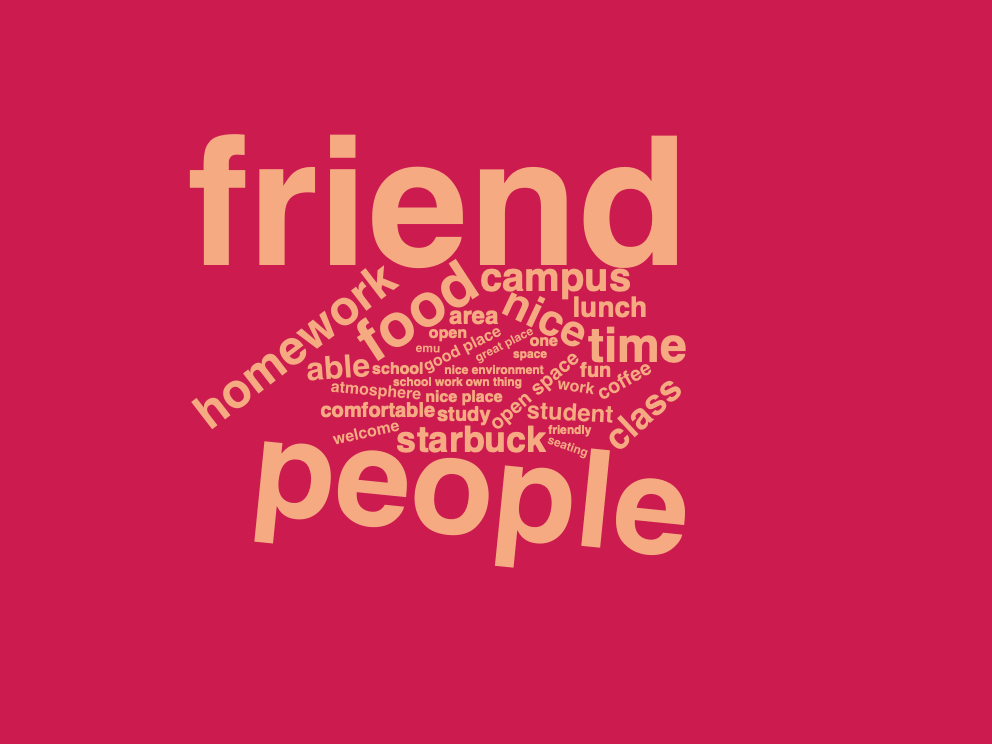 friend
campus
homework
food
nice
lunch
area
open
time
one
emu
good place
great place
space
able
school
nice environment
fun
school work own thing
open space
work
coffee
atmosphere
nice place
comfortable
study
student
class
welcome
starbuck
friendly
seating
people